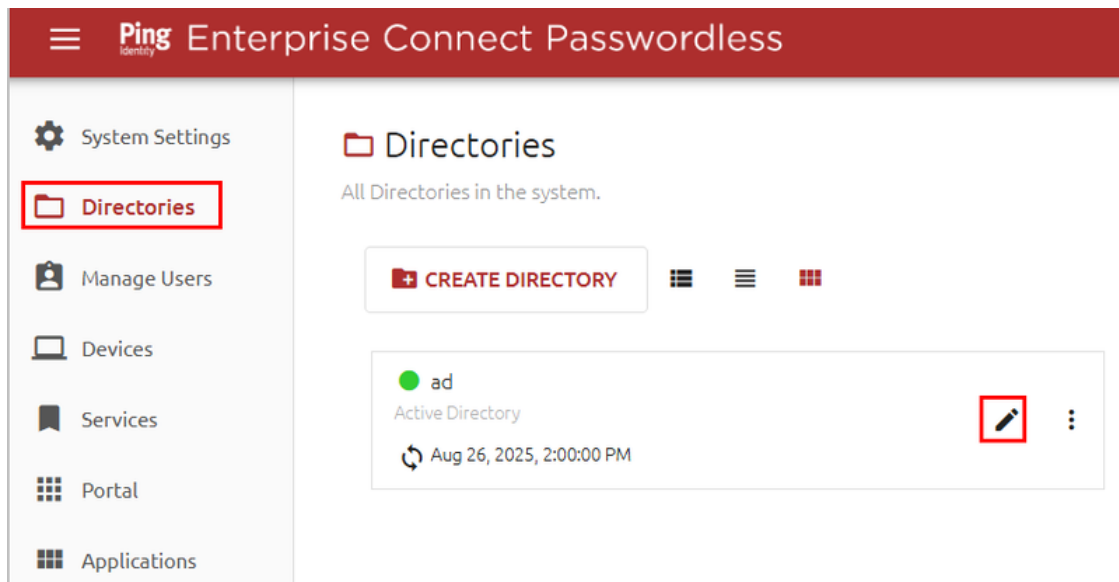 Ping
Identity
Enterprise Connect Passwordless
System Settings
Directories
Manage Users
Devices
Services
Portal
Applications
Directories
All Directories in the system.
CREATE DIRECTORY
ad
Active Directory
Aug 26, 2025, 2:00:00 PM